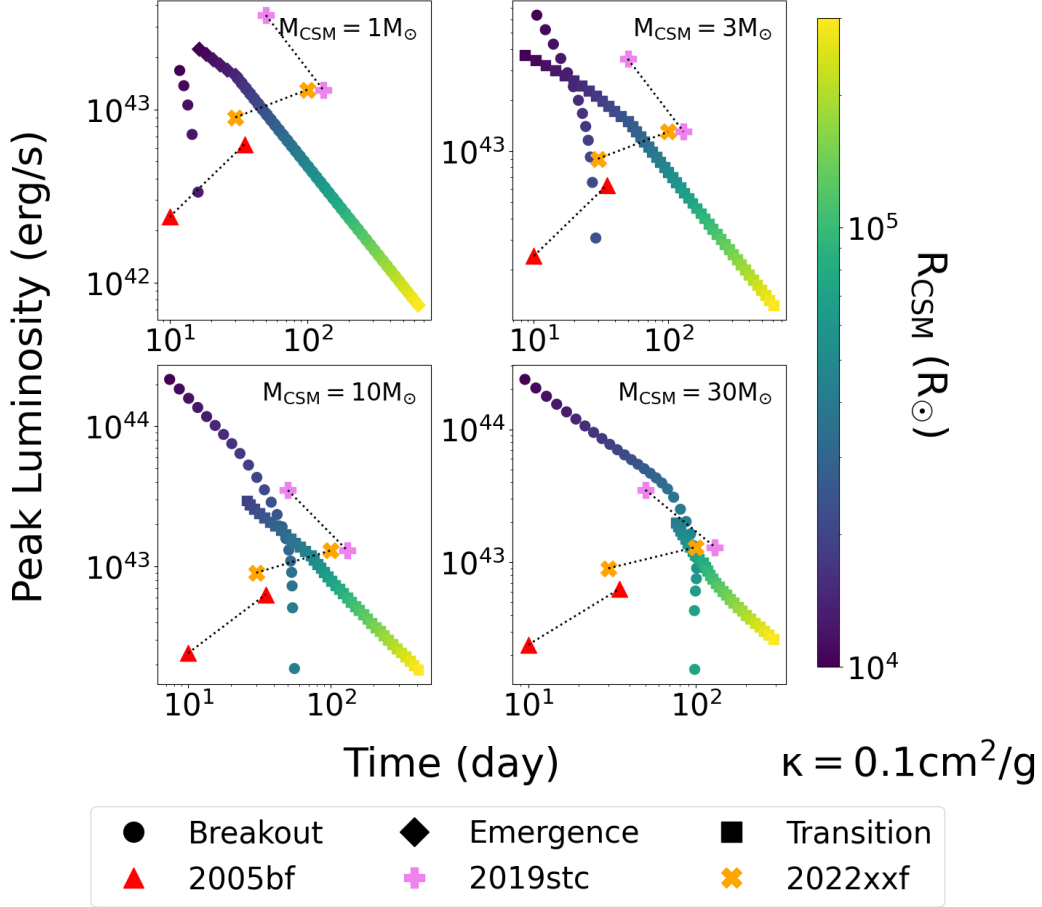 M_CSM = 1M_⊙
M_CSM = 3M_⊙
10^43
10^42
10^1
10^2
10^43
10^1
10^2
M_CSM = 10M_⊙
M_CSM = 30M_⊙
10^44
10^43
10^1
10^2
10^44
10^43
10^1
10^2
Peak Luminosity (erg/s)
Time (day)
10^5
10^4
R_CSM (R_⊙)
κ = 0.1cm^2/g
Breakout
Emergence
Transition
2005bf
2019stc
2022xxf